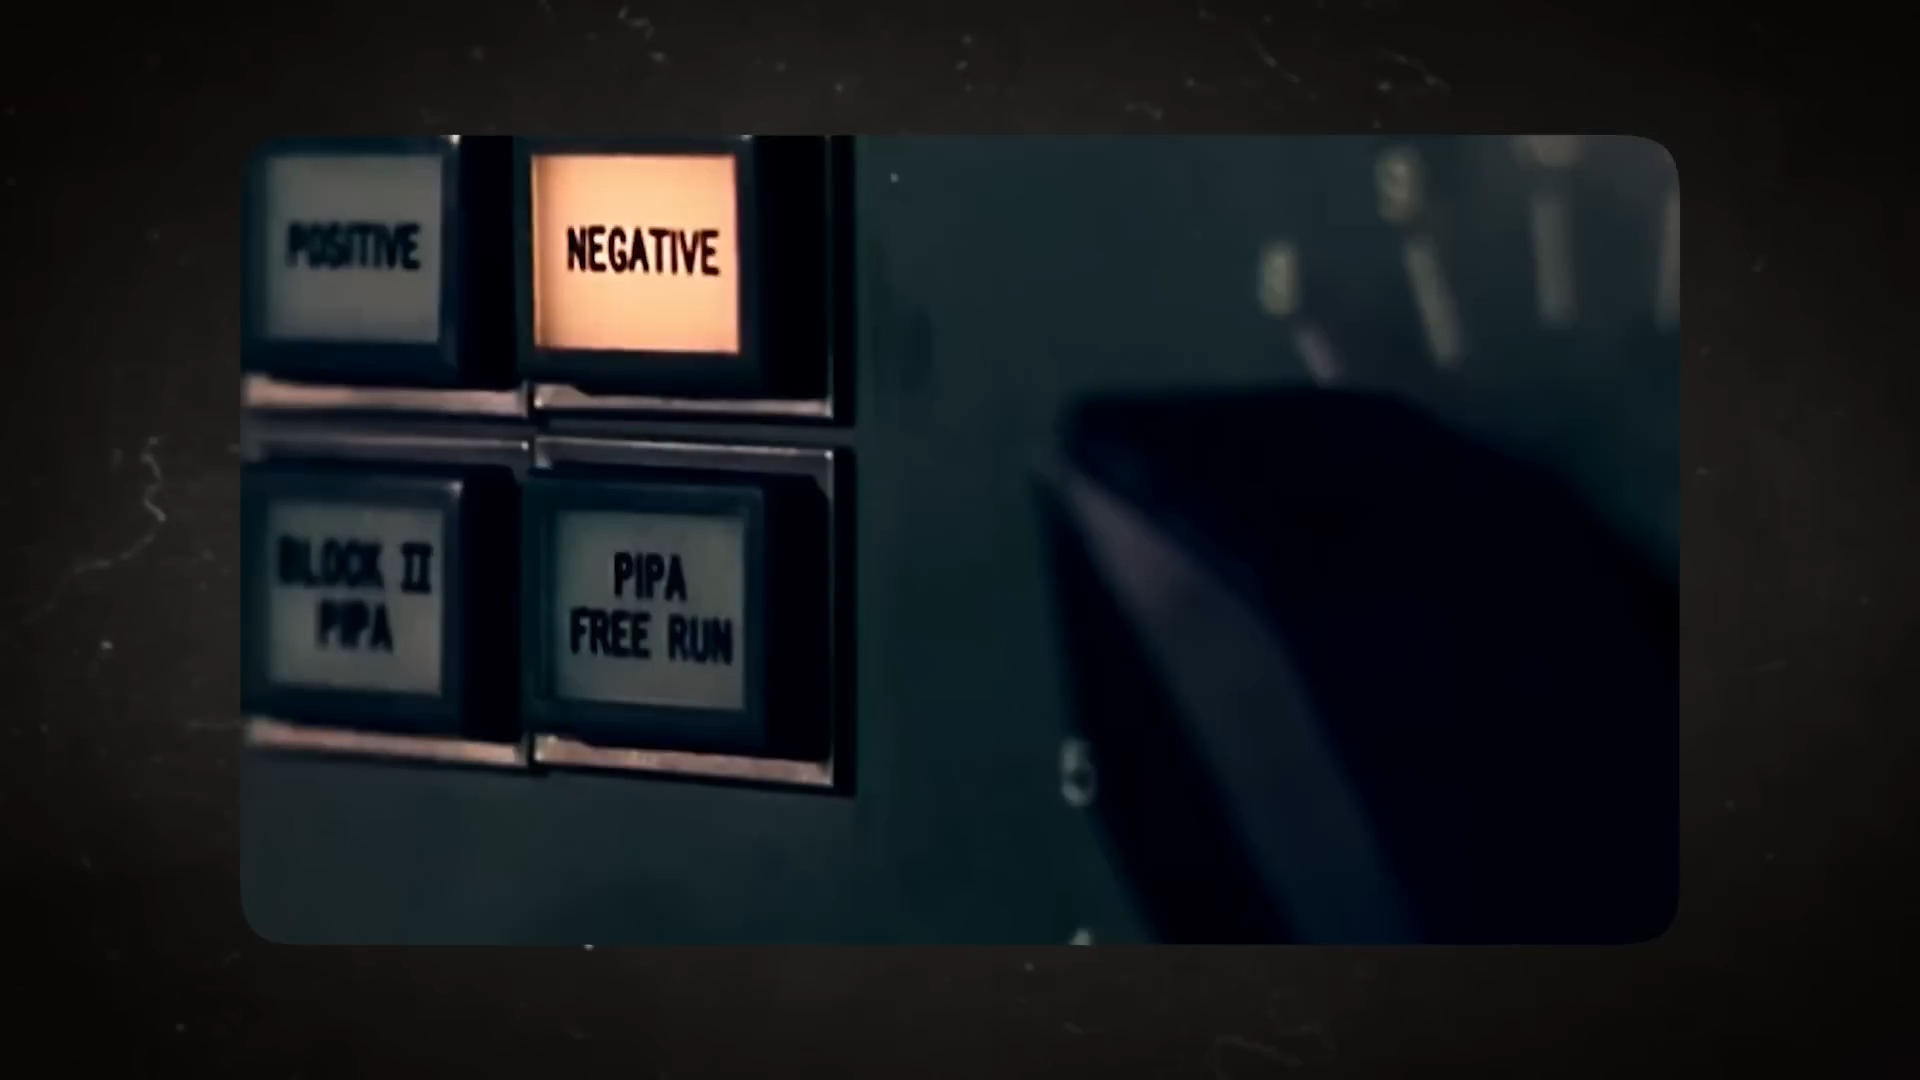 POSITIVE
NEGATIVE
BLOCK II
PIPA
PIPA
FREE RUN